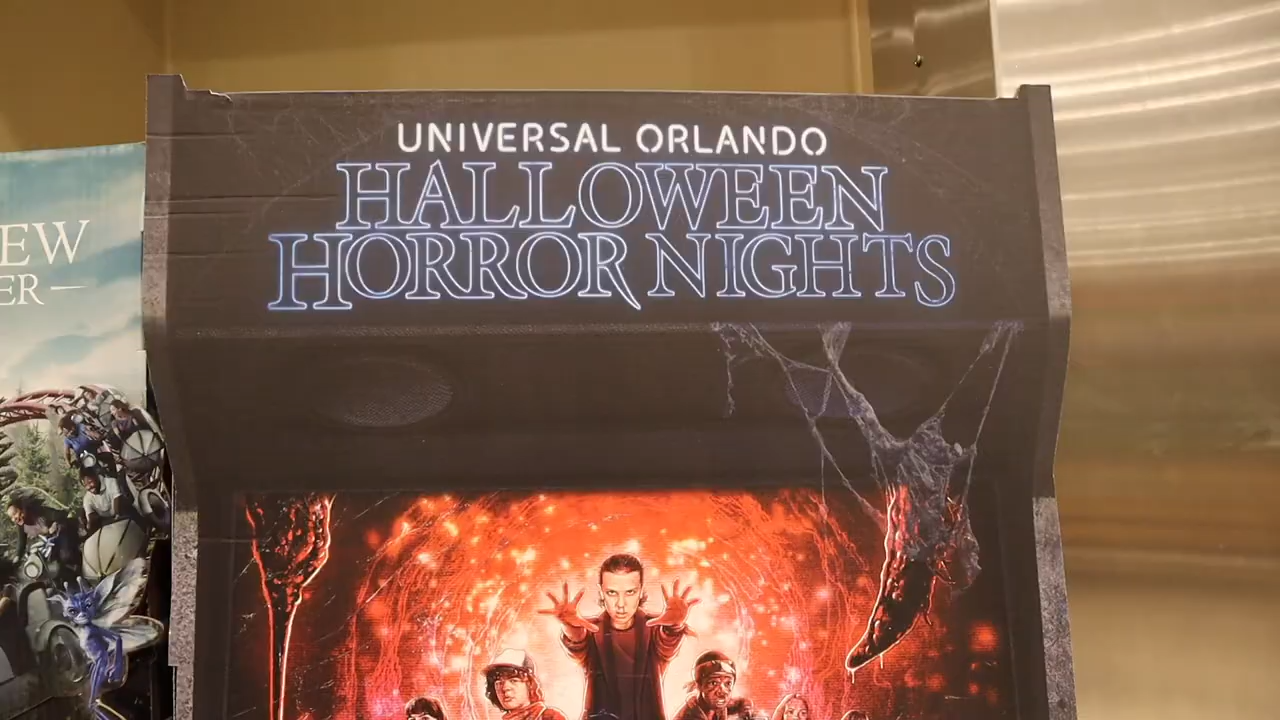 UNIVERSAL ORLANDO
HALLOWEEN
HORROR NIGHTS
EW
ER —